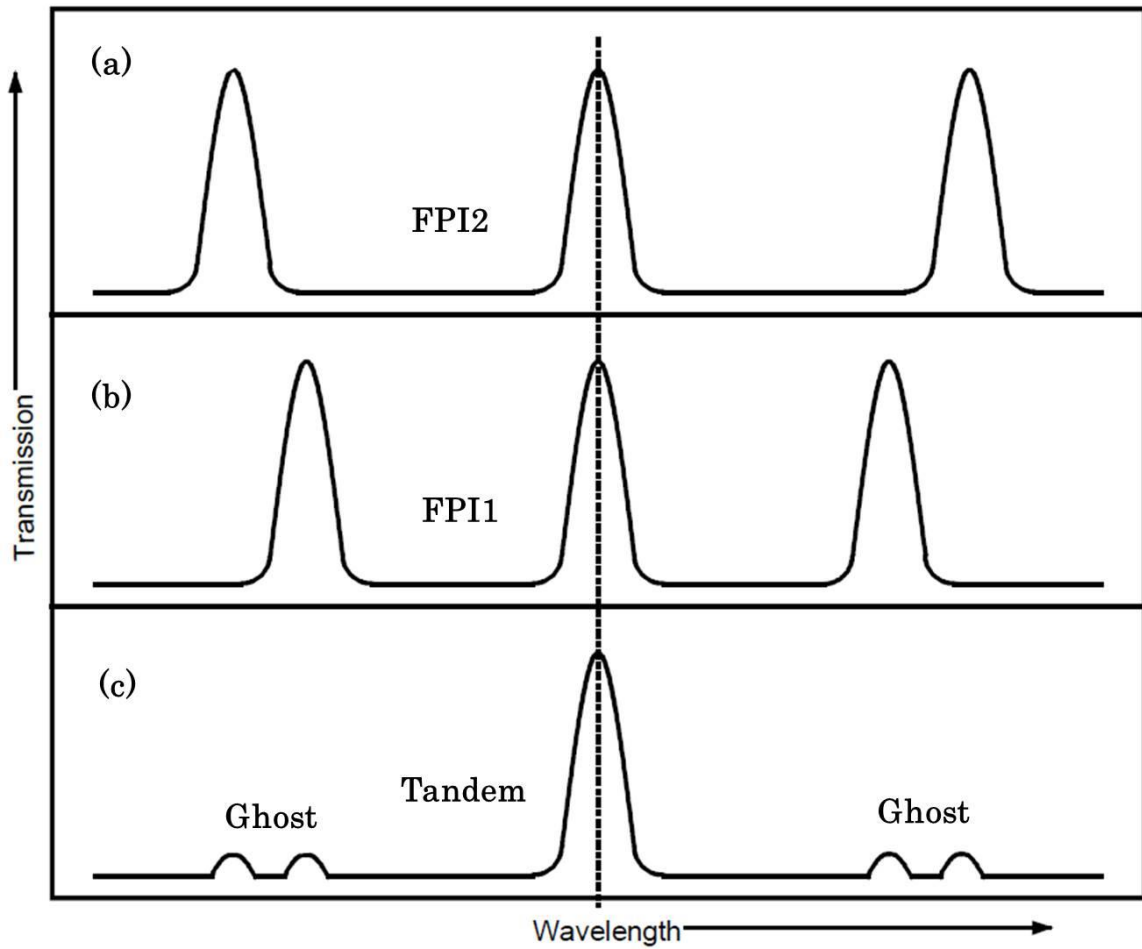 (a)
FPI2
(b)
FPI1
(c)
Tandem
Ghost
Ghost
Transmission
Wavelength